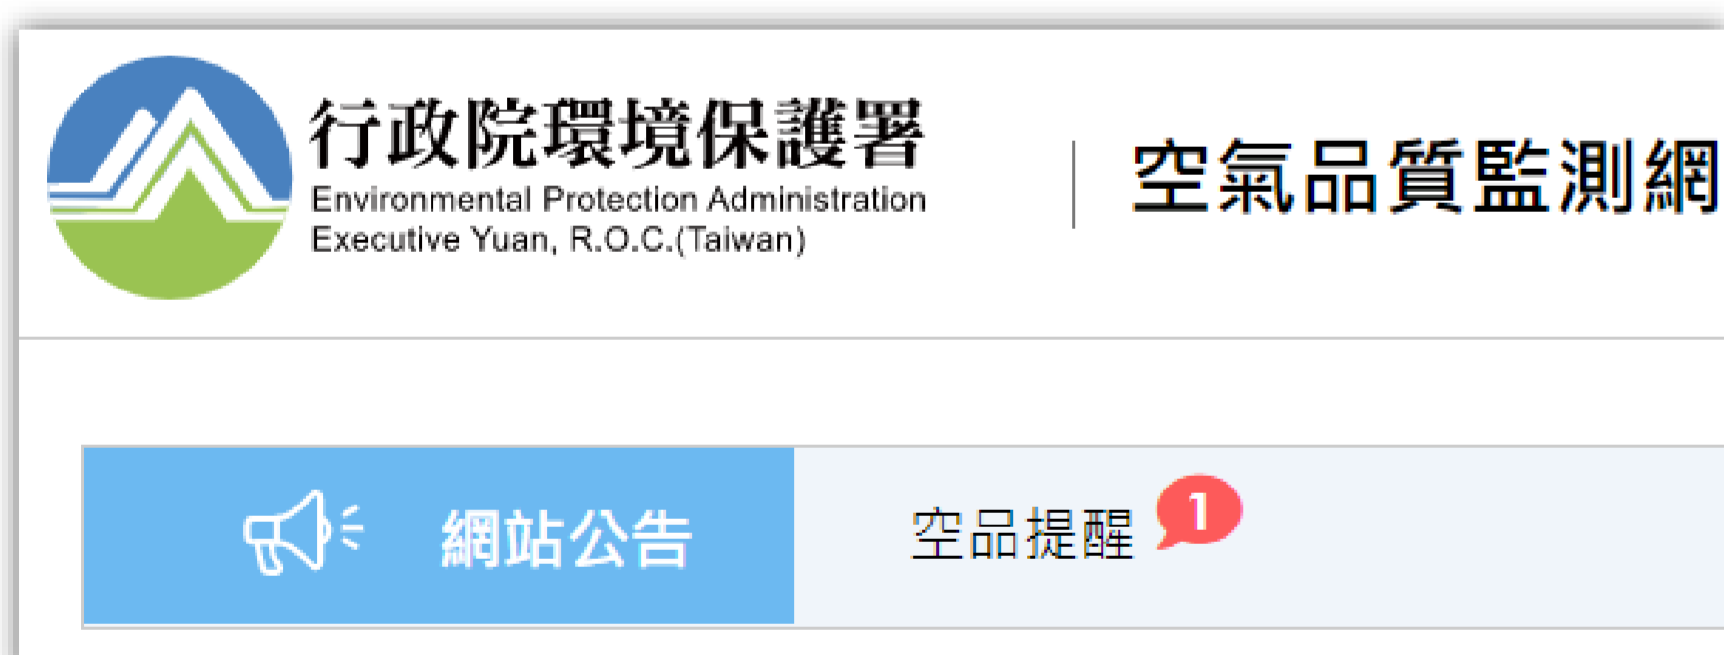 行政院環境保護署
Environmental Protection Administration
Executive Yuan, R.O.C.(Taiwan)
空氣品質監測網
網站公告
空品提醒 1